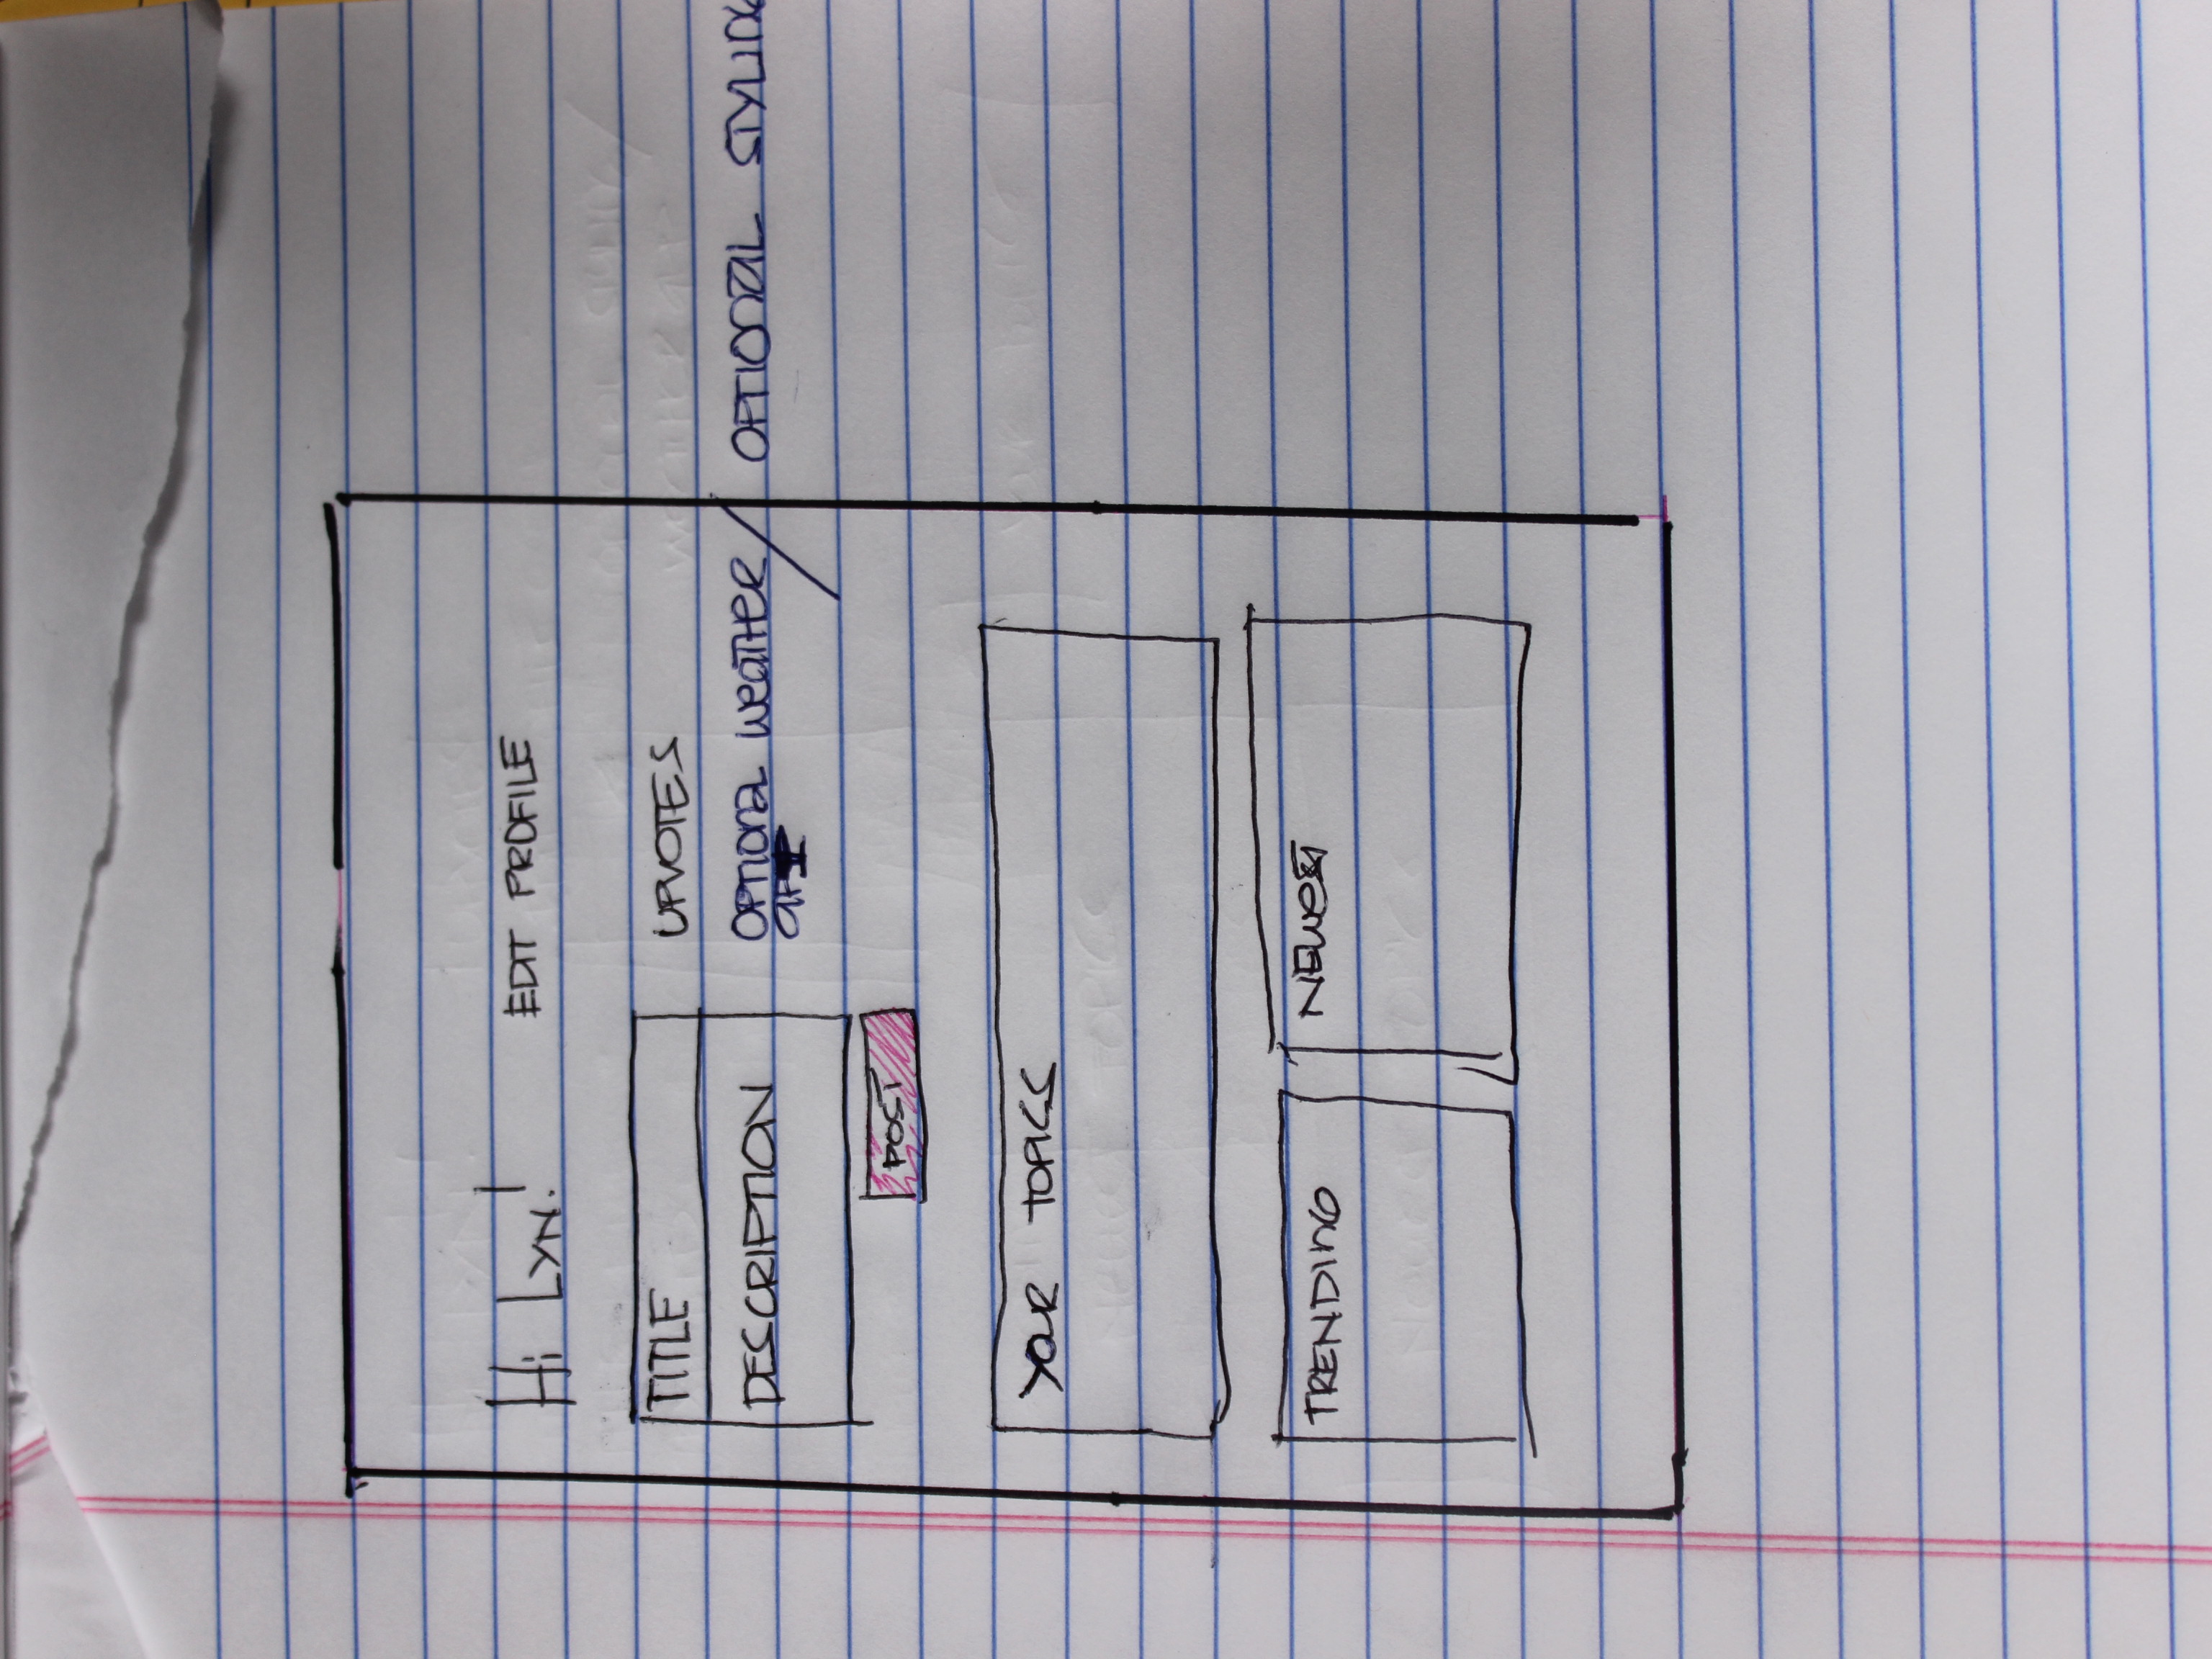 Hi Lyn!
EDIT PROFILE
TITLE
UPVOTES
DESCRIPTION
OPTIONAL WEATHER / OPTIONAL STYLING
API
POST
YOUR TOPICS
TRENDING
NEWEST